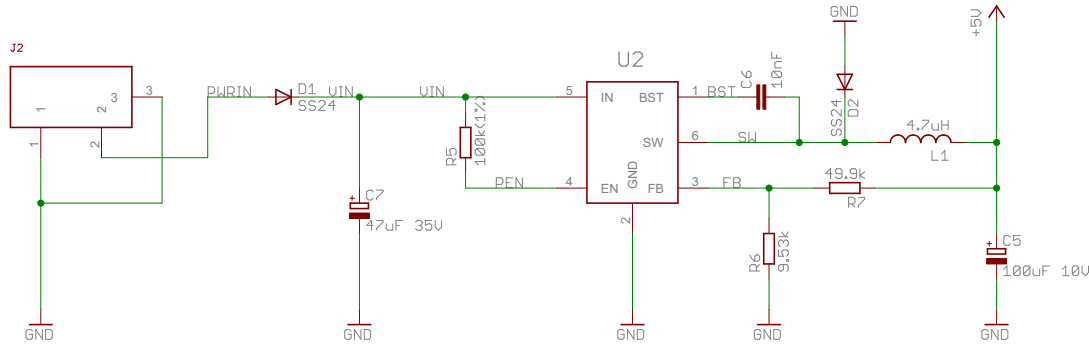 J2
1
2
3
3
1
2
PWRIN
D1
SS24
VIN
VIN
R5
100k(1%)
PEN
C7
47uF 35V
U2
5
IN
BST
1
BST
C6
10nF
SW
6
SW
4
EN
GND
FB
3
FB
2
GND
SS24
D2
4.7uH
L1
+5V
49.9k
R7
R6
9.53k
+
C5
100uF 10V
+
GND
GND
GND
GND
GND